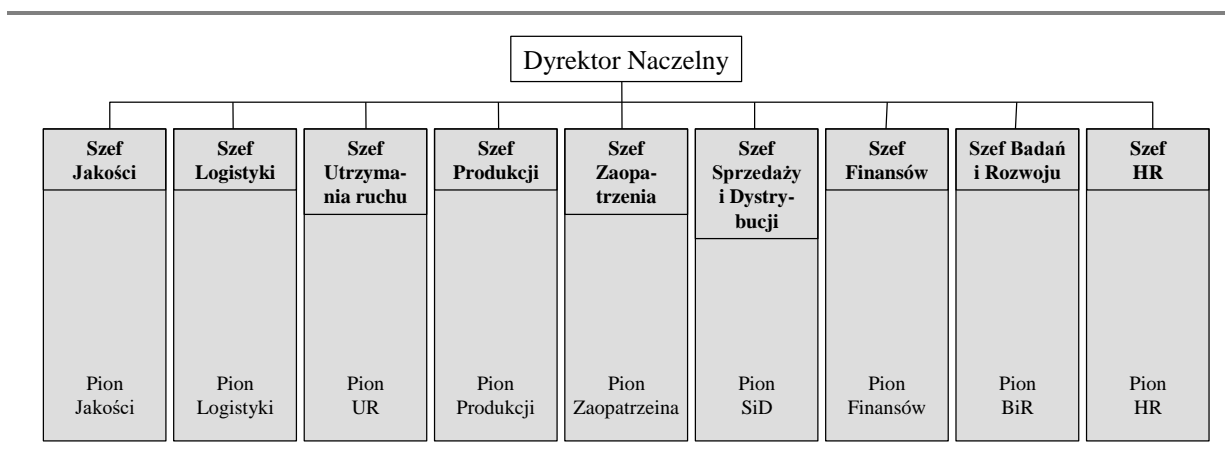 Dyrektor Naczelny
Szef
Jakości
Szef
Logistyki
Szef
Utrzyma-
nia ruchu
Szef
Produkcji
Szef
Zaopa-
trzenia
Szef
Sprzedaży
i Dystry-
bucji
Szef
Finansów
Szef Badań
i Rozwoju
Szef
HR
Pion
Jakości
Pion
Logistyki
Pion
UR
Pion
Produkcji
Pion
Zaopatrzeina
Pion
SiD
Pion
Finansów
Pion
BiR
Pion
HR